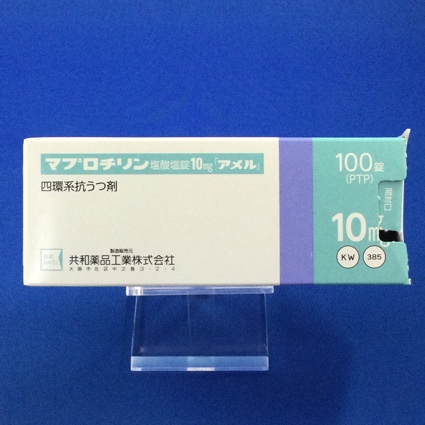 マプロチリン塩酸塩錠10mg「アメル」
四環系抗うつ剤
製造販売元
共和薬品工業株式会社
大阪市北区中之島3-2-4
100錠
(PTP)
開封口
10mg
KW 385